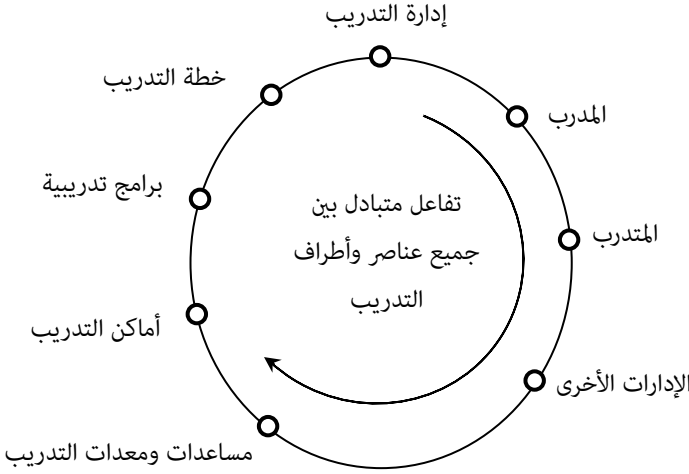 إدارة التدريب
المدرب
المتدرب
الإدارات الأخرى
مساعدات ومعدات التدريب
أماكن التدريب
برامج تدريبية
خطة التدريب
تفاعل متبادل بين
جميع عناصر وأطراف
التدريب